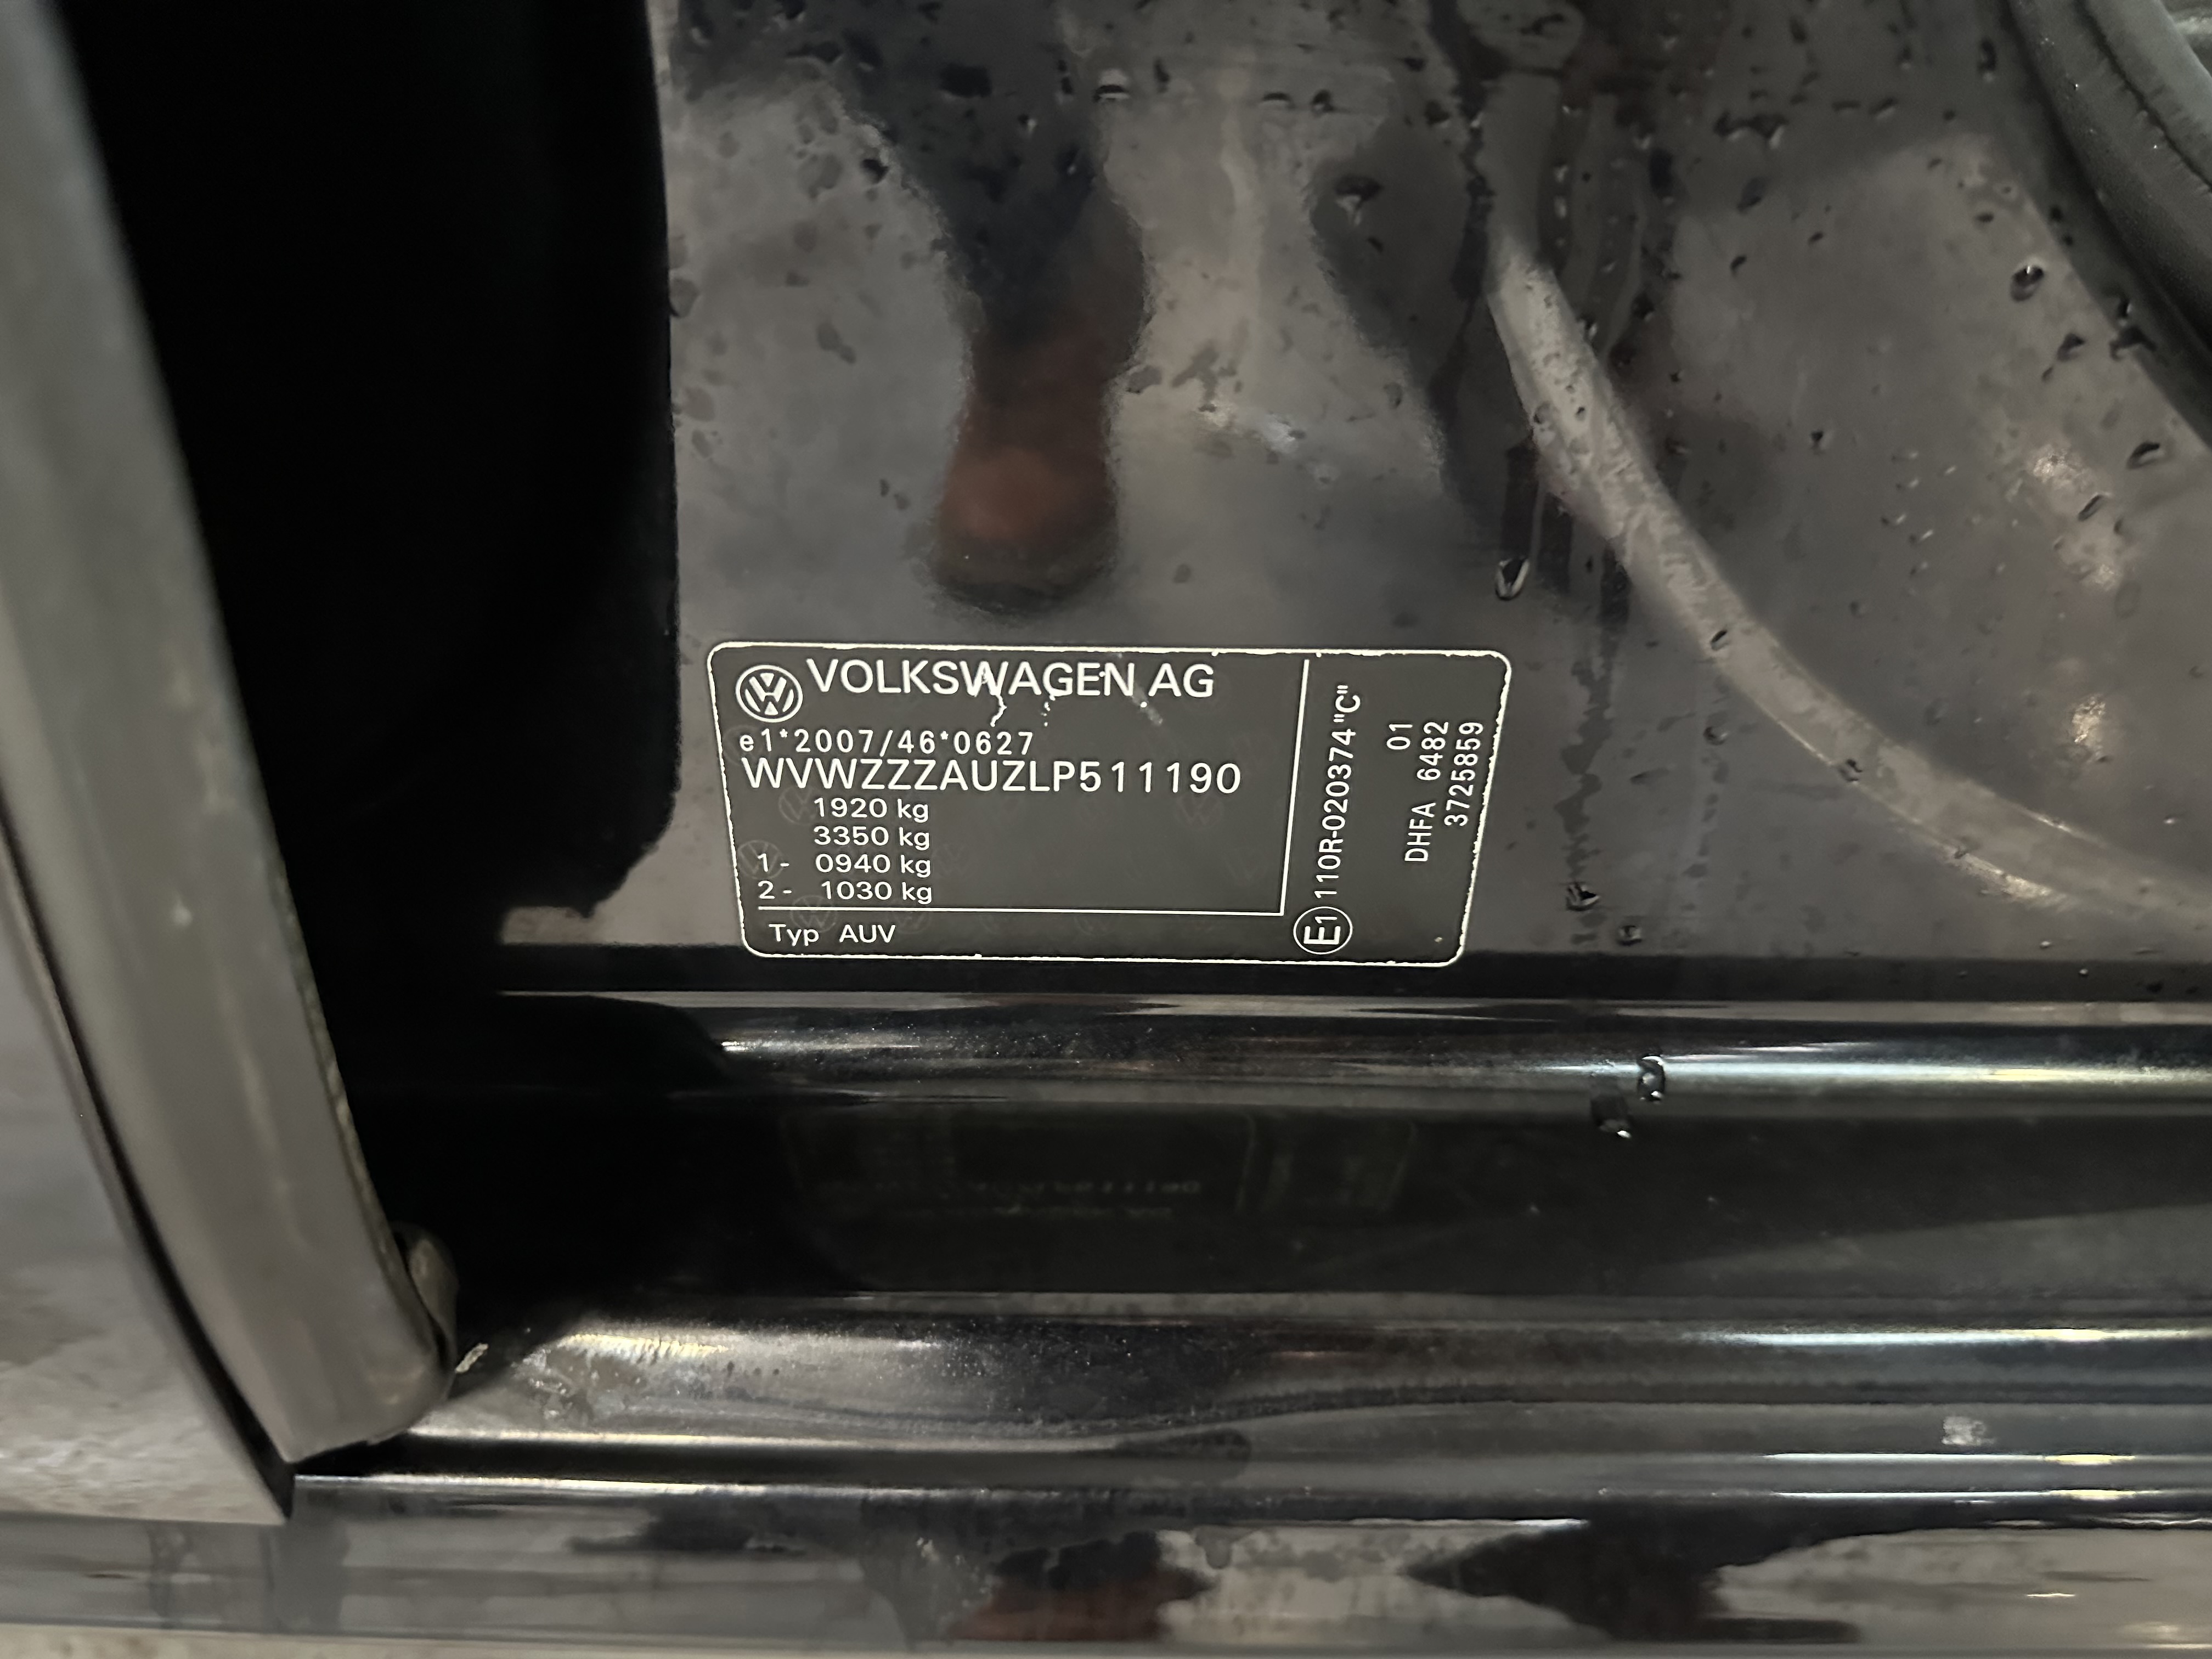 VOLKSWAGEN AG
e1*2007/46*0627
WVWZZZAUZLP511190
1920 kg
3350 kg
1- 0940 kg
2- 1030 kg
Typ AUV
E1 110R-020374"C"
01
DHFA 6482
3725859